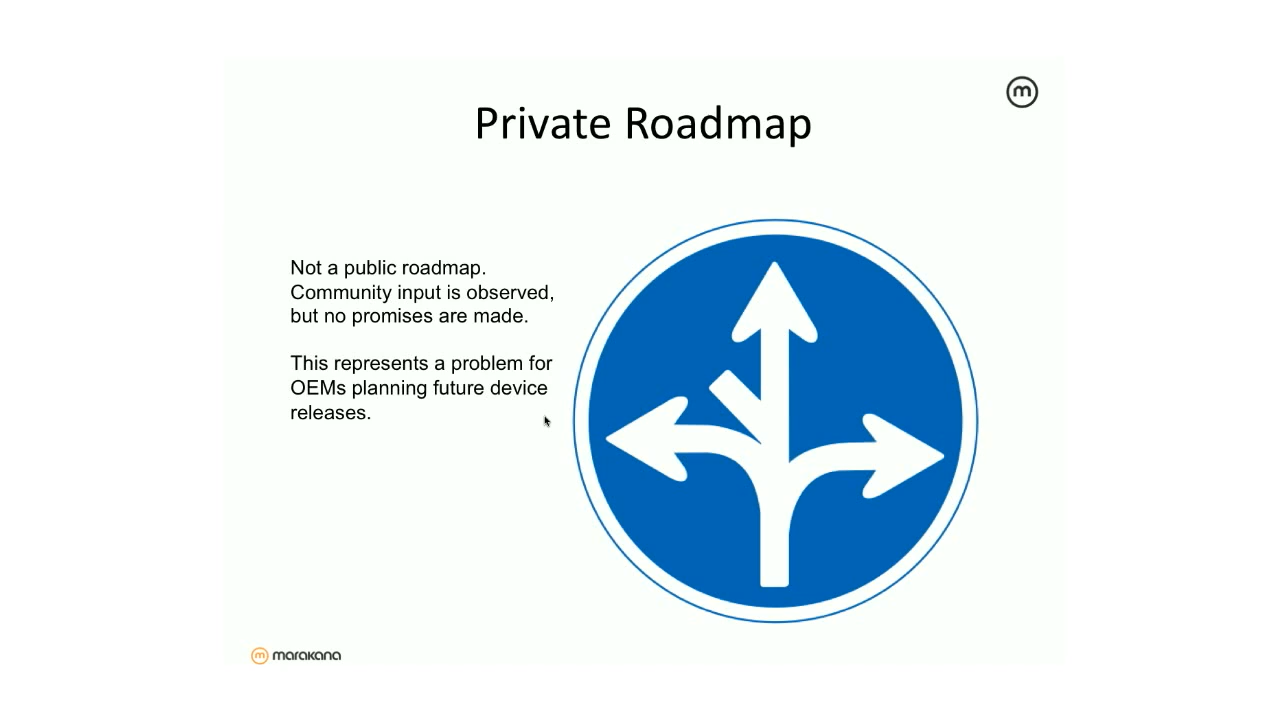 m
Private Roadmap
Not a public roadmap.
Community input is observed,
but no promises are made.
This represents a problem for
OEMs planning future device
releases.
m marakana